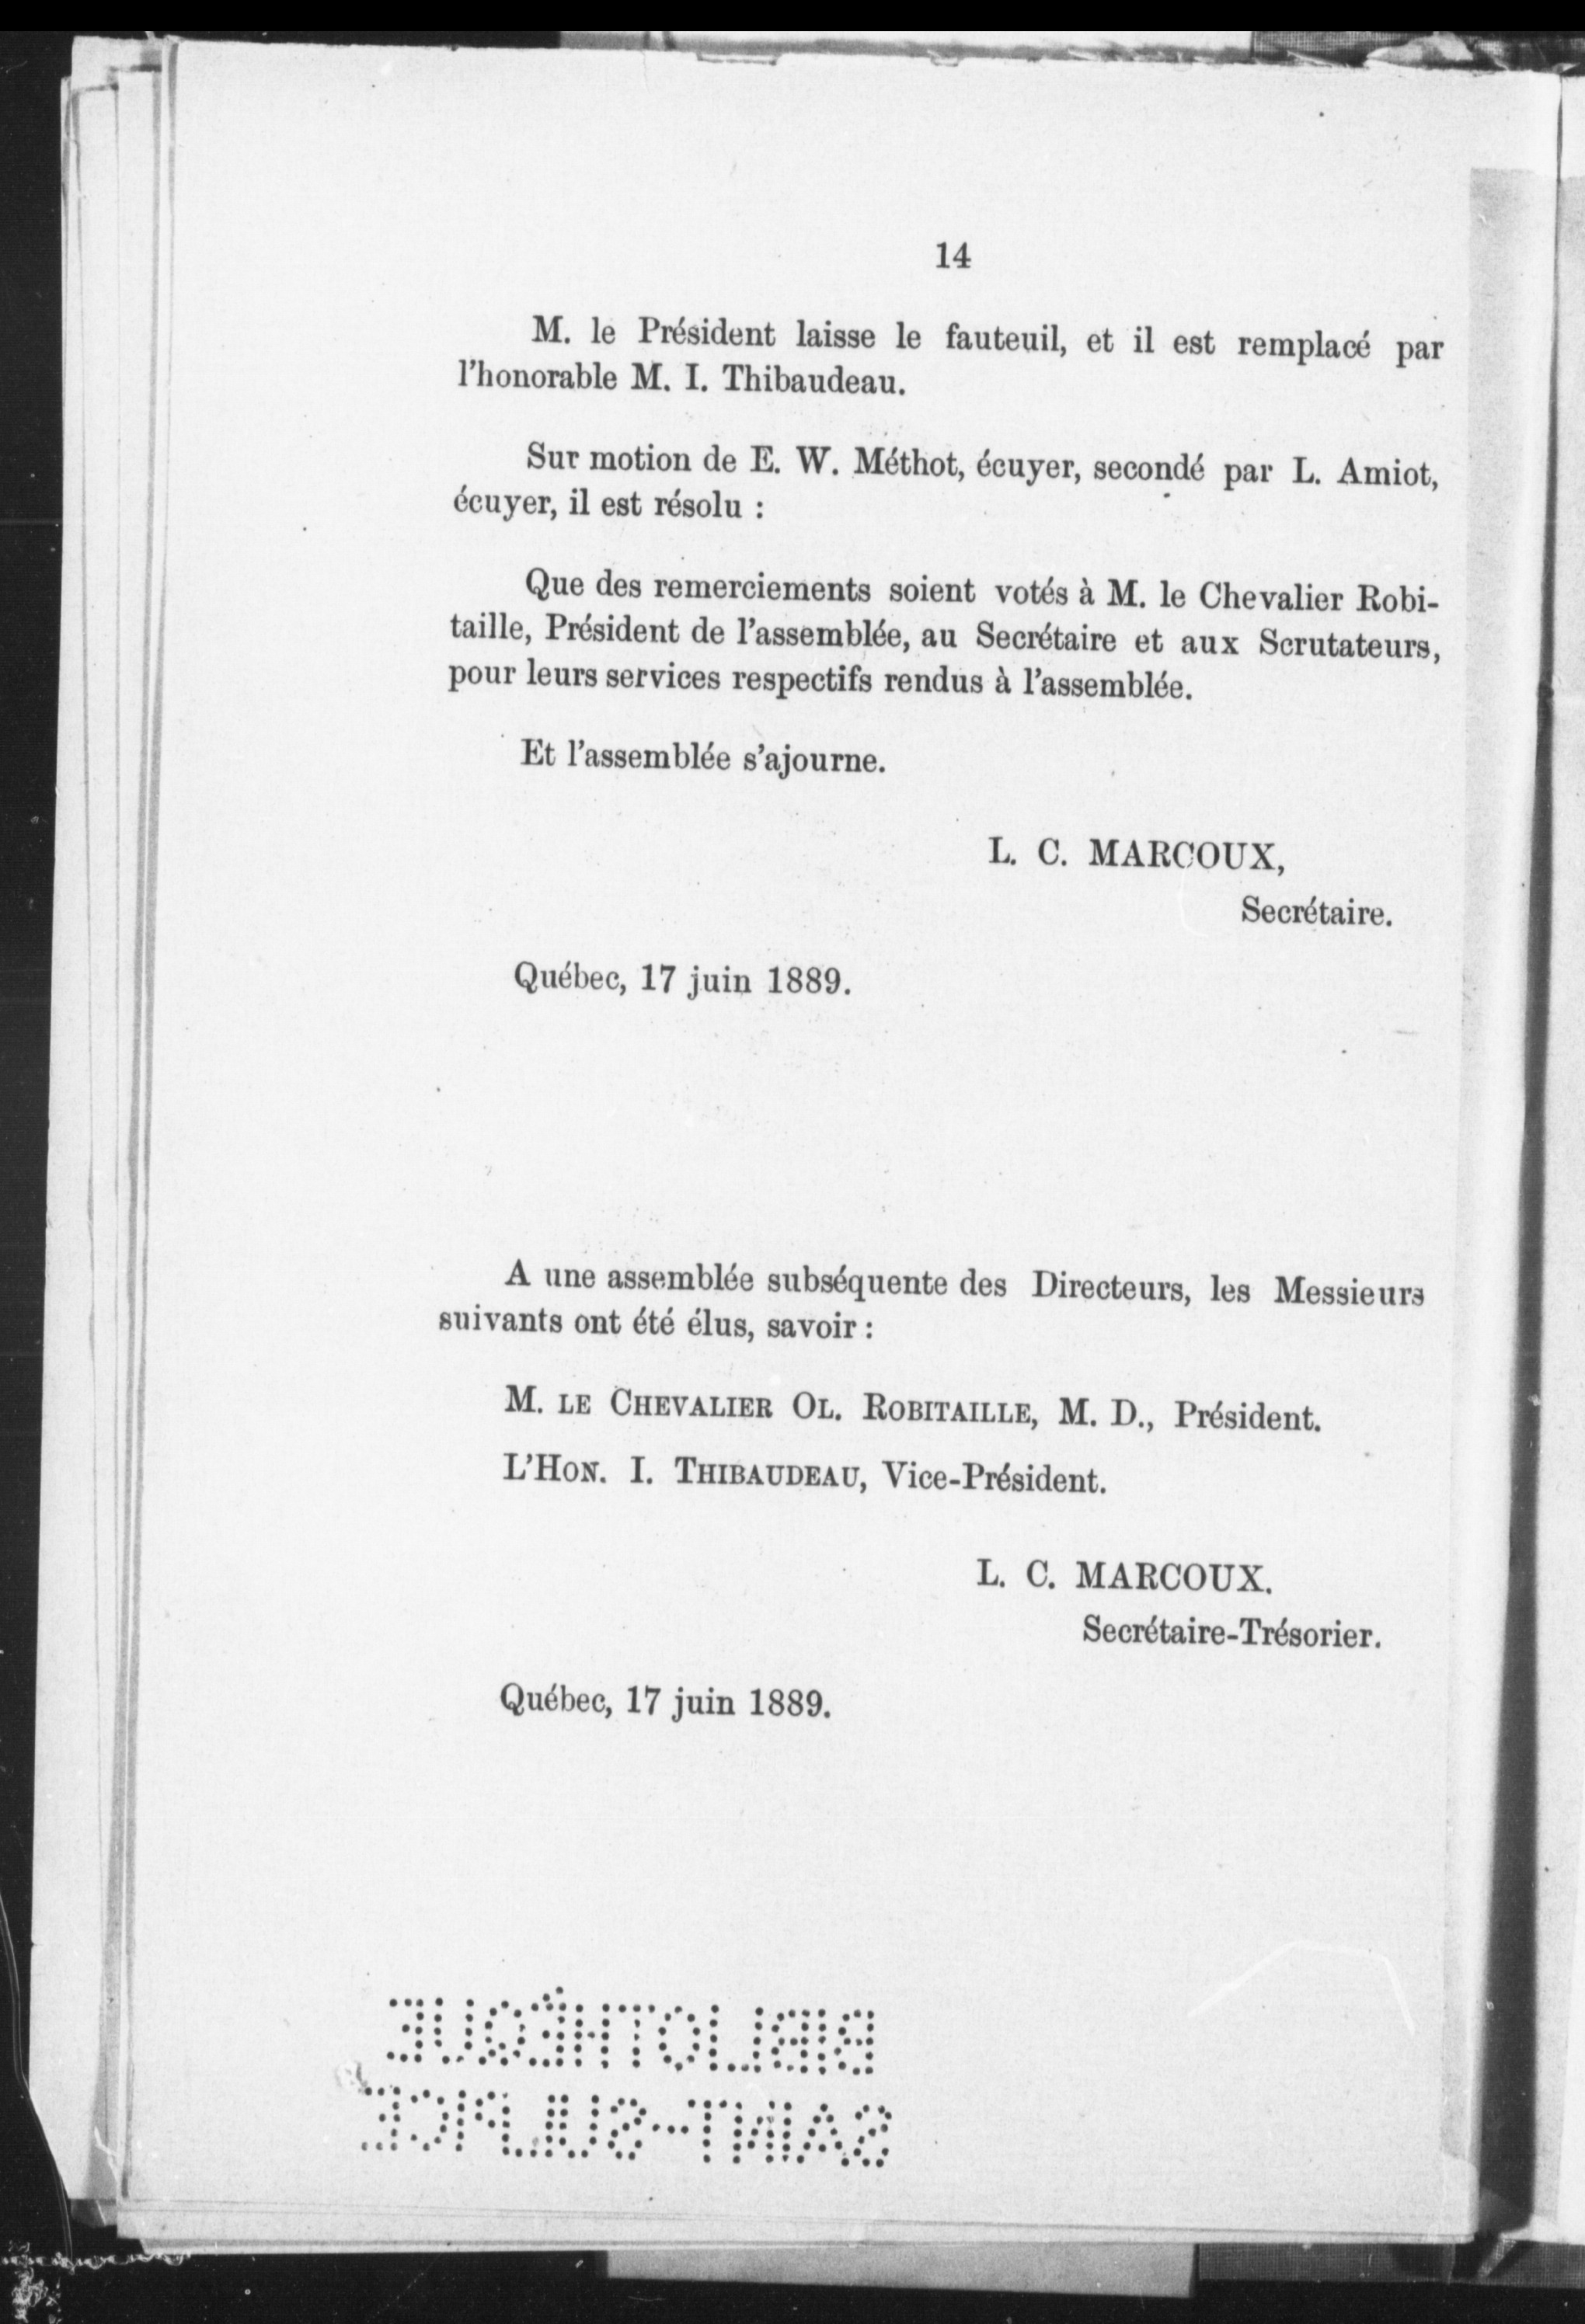 14
M. le Président laisse le fauteuil, et il est remplacé par
l'honorable M. I. Thibaudeau.
Sur motion de E. W. Méthot, écuyer, secondé par L. Amiot,
écuyer, il est résolu :
Que des remerciements soient votés à M. le Chevalier Robi-
taille, Président de l'assemblée, au Secrétaire et aux Scrutateurs,
pour leurs services respectifs rendus à l'assemblée.
Et l'assemblée s'ajourne.
L. C. MARCOUX,
Secrétaire.
Québec, 17 juin 1889.
A une assemblée subséquente des Directeurs, les Messieurs
suivants ont été élus, savoir :
M. LE CHEVALIER OL. ROBITAILLE, M. D., Président.
L'HON. I. THIBAUDEAU, Vice-Président.
L. C. MARCOUX.
Secrétaire-Trésorier.
Québec, 17 juin 1889.
BIBLIOTHÈQUE
SAINT-SULPICE